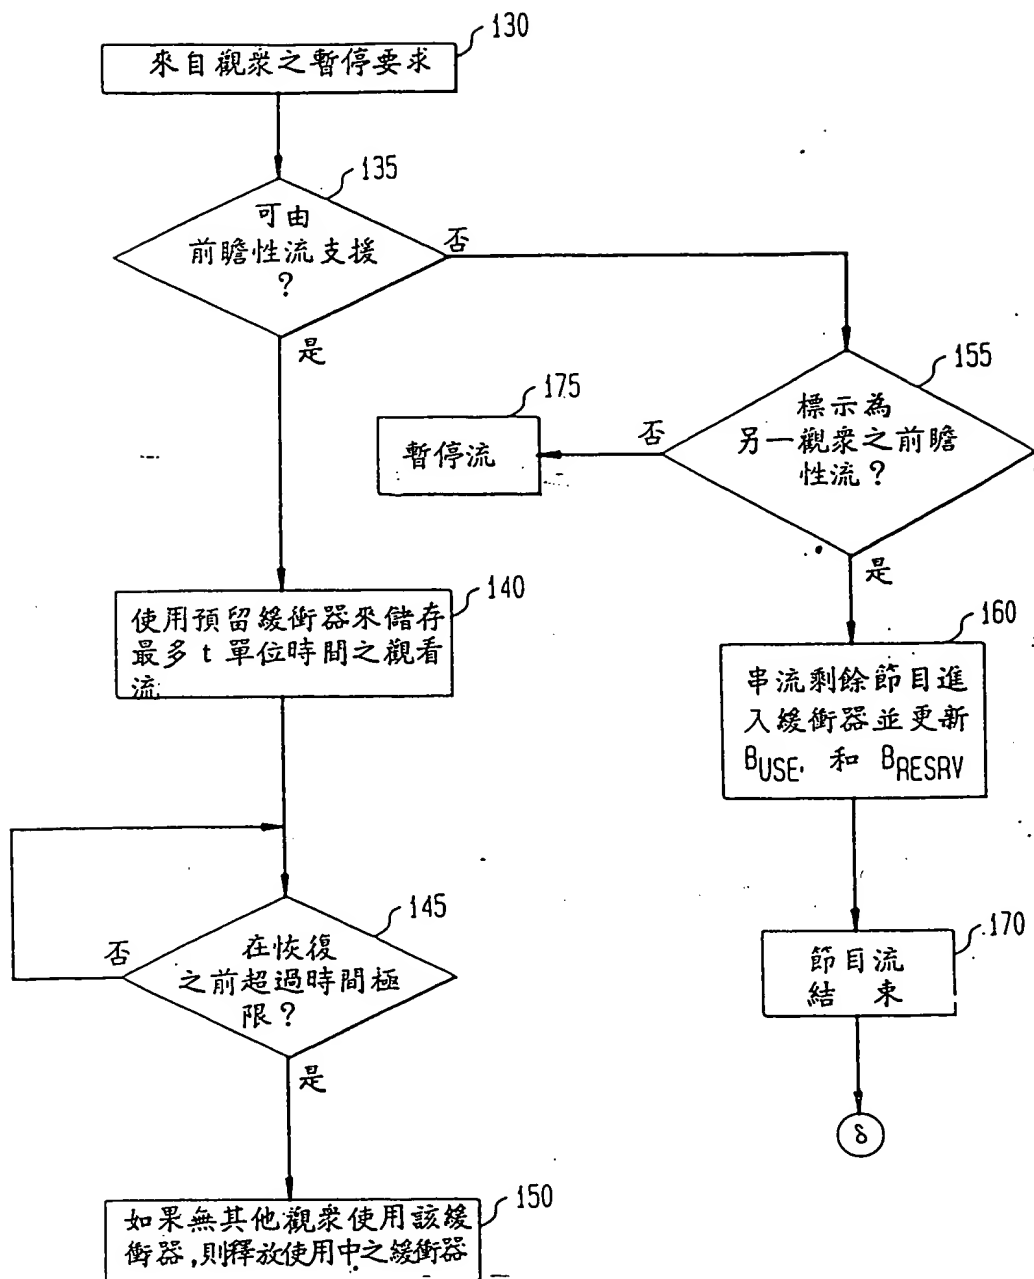 130
來自觀眾之暫停要求
135
可由
前瞻性流支援
?
否
是
155
標示為
另一觀眾之前瞻
性流?
否
是
175
暫停流
140
使用預留緩衝器來儲存
最多 t 單位時間之觀看
流
160
串流剩餘節目進
入緩衝器並更新
BUSE. 和 BRESRV
145
在恢復
之前超過時間極
限?
否
是
170
節目流
結 束
δ
150
如果無其他觀眾使用該緩
衝器,則釋放使用中之緩衝器